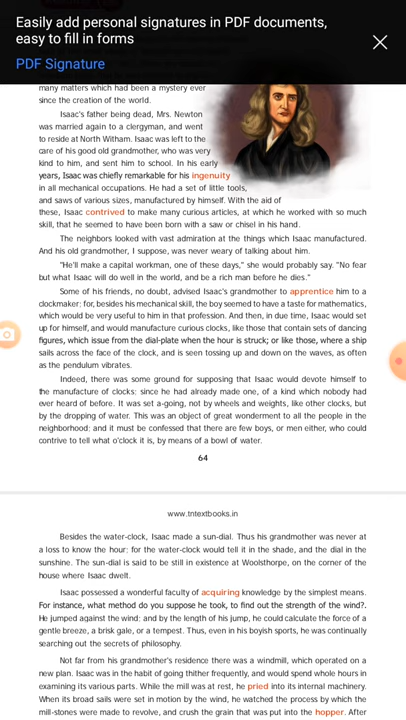 Easily add personal signatures in PDF documents,
easy to fill in forms
PDF Signature
many matters which had been a mystery ever
since the creation of the world.
Isaac's father being dead, Mrs. Newton
was married again to a clergyman, and went
to reside at North Witham. Isaac was left to the
care of his good old grandmother, who was very
kind to him, and sent him to school. In his early
years, Isaac was chiefly remarkable for his ingenuity
in all mechanical occupations. He had a set of little tools,
and saws of various sizes, manufactured by himself. With the aid of
these, Isaac contrived to make many curious articles, at which he worked with so much
skill, that he seemed to have been born with a saw or chisel in his hand.
The neighbors looked with vast admiration at the things which Isaac manufactured.
And his old grandmother, I suppose, was never weary of talking about him.
"He'll make a capital workman, one of these days," she would probably say. "No fear
but what Isaac will do well in the world, and be a rich man before he dies."
Some of his friends, no doubt, advised Isaac's grandmother to apprentice him to a
clockmaker: for, besides his mechanical skill, the boy seemed to have a taste for mathematics,
which would be very useful to him in that profession. And then, in due time, Isaac would set
up for himself, and would manufacture curious clocks, like those that contain sets of dancing
figures, which issue from the dial-plate when the hour is struck; or like those, where a ship
sails across the face of the clock, and is seen tossing up and down on the waves, as often
as the pendulum vibrates.
Indeed, there was some ground for supposing that Isaac would devote himself to
the manufacture of clocks: since he had already made one, of a kind which nobody had
ever heard of before. It was set a-going, not by wheels and weights, like other clocks, but
by the dropping of water. This was an object of great wonderment to all the people in the
neighborhood: and it must be confessed that there are few boys, or men either, who could
contrive to tell what o'clock it is, by means of a bowl of water.
64
www.tntextbooks.in
Besides the water-clock, Isaac made a sun-dial. Thus his grandmother was never at
a loss to know the hour: for the water-clock would tell it in the shade, and the dial in the
sunshine. The sun-dial is said to be still in existence at Woolsthorpe, on the corner of the
house where Isaac dwelt.
Isaac possessed a wonderful faculty of acquiring knowledge by the simplest means.
For instance, what method do you suppose he took, to find out the strength of the wind?.
He jumped against the wind: and by the length of his jump, he could calculate the force of a
gentle breeze, a brisk gale, or a tempest. Thus, even in his boyish sports, he was continually
searching out the secrets of philosophy.
Not far from his grandmother's residence there was a windmill, which operated on a
new plan. Isaac was in the habit of going thither frequently, and would spend whole hours in
examining its various parts. While the mill was at rest, he pried into its internal machinery.
When its broad sails were set in motion by the wind, he watched the process by which the
mill-stones were made to revolve, and crush the grain that was put into the hopper. After